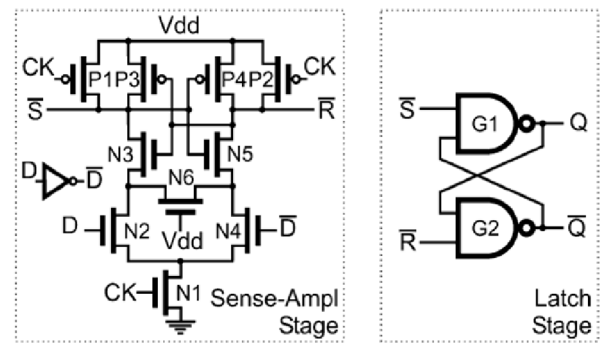 Vdd
CK P1 P3 P4 P2 CK
S̅ R̅
N3 N5
D D̅ N6
D N2 Vdd N4 D̅
CK N1 Sense-Ampl
Stage
S̅ G1 Q
R̅ G2 Q̅
Latch
Stage